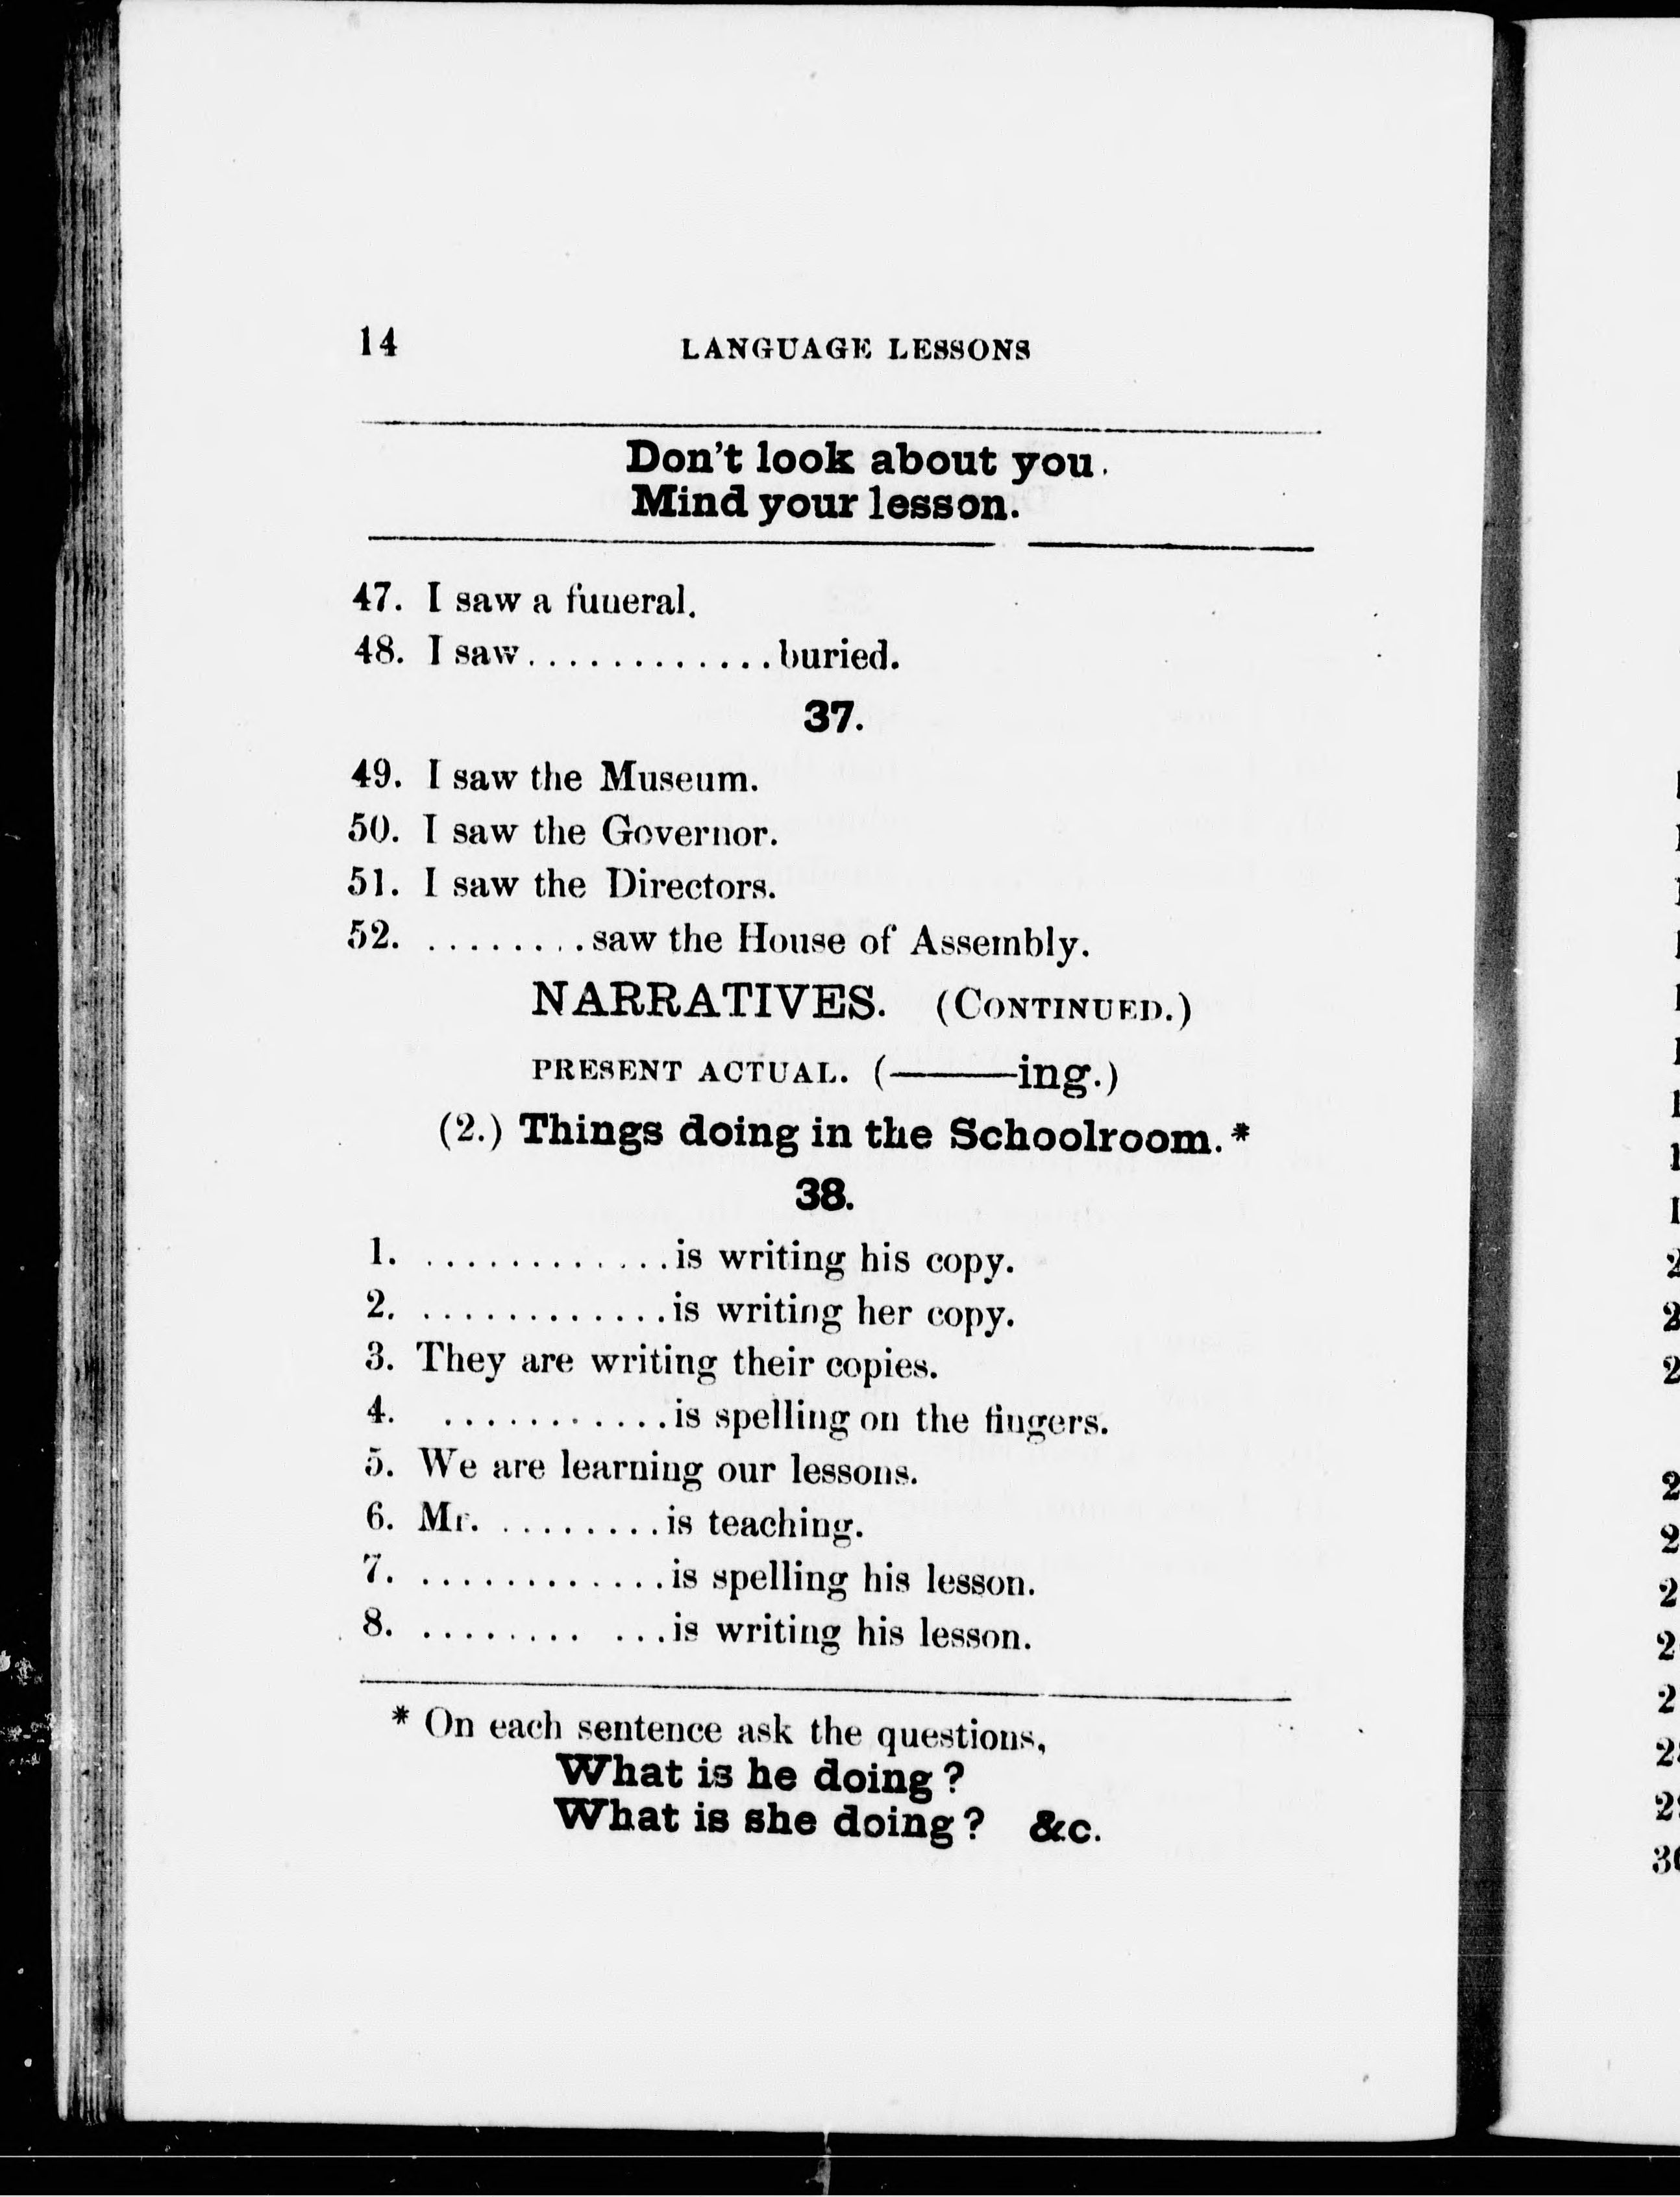 14 LANGUAGE LESSONS
Don't look about you.
Mind your lesson.
47. I saw a funeral.
48. I saw.............buried.
37.
49. I saw the Museum.
50. I saw the Governor.
51. I saw the Directors.
52. .........saw the House of Assembly.
NARRATIVES. (CONTINUED.)
PRESENT ACTUAL. (———ing.)
(2.) Things doing in the Schoolroom.*
38.
1. .............is writing his copy.
2. .............is writing her copy.
3. They are writing their copies.
4. ...........is spelling on the fingers.
5. We are learning our lessons.
6. Mr. .........is teaching.
7. .............is spelling his lesson.
8. ......... ...is writing his lesson.
* On each sentence ask the questions,
What is he doing?
What is she doing? &c.